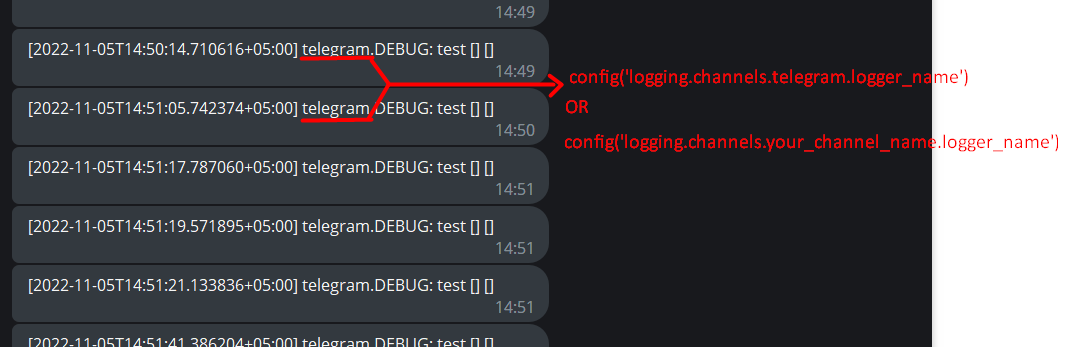 14:49
[2022-11-05T14:50:14.710616+05:00] telegram.DEBUG: test [] []
14:49
config('logging.channels.telegram.logger_name')
[2022-11-05T14:51:05.742374+05:00] telegram.DEBUG: test [] []
OR
14:50
config('logging.channels.your_channel_name.logger_name')
[2022-11-05T14:51:17.787060+05:00] telegram.DEBUG: test [] []
14:51
[2022-11-05T14:51:19.571895+05:00] telegram.DEBUG: test [] []
14:51
[2022-11-05T14:51:21.133836+05:00] telegram.DEBUG: test [] []
14:51
[2022-11-05T14:51:41.386204+05:00] telegram.DEBUG: test [] []